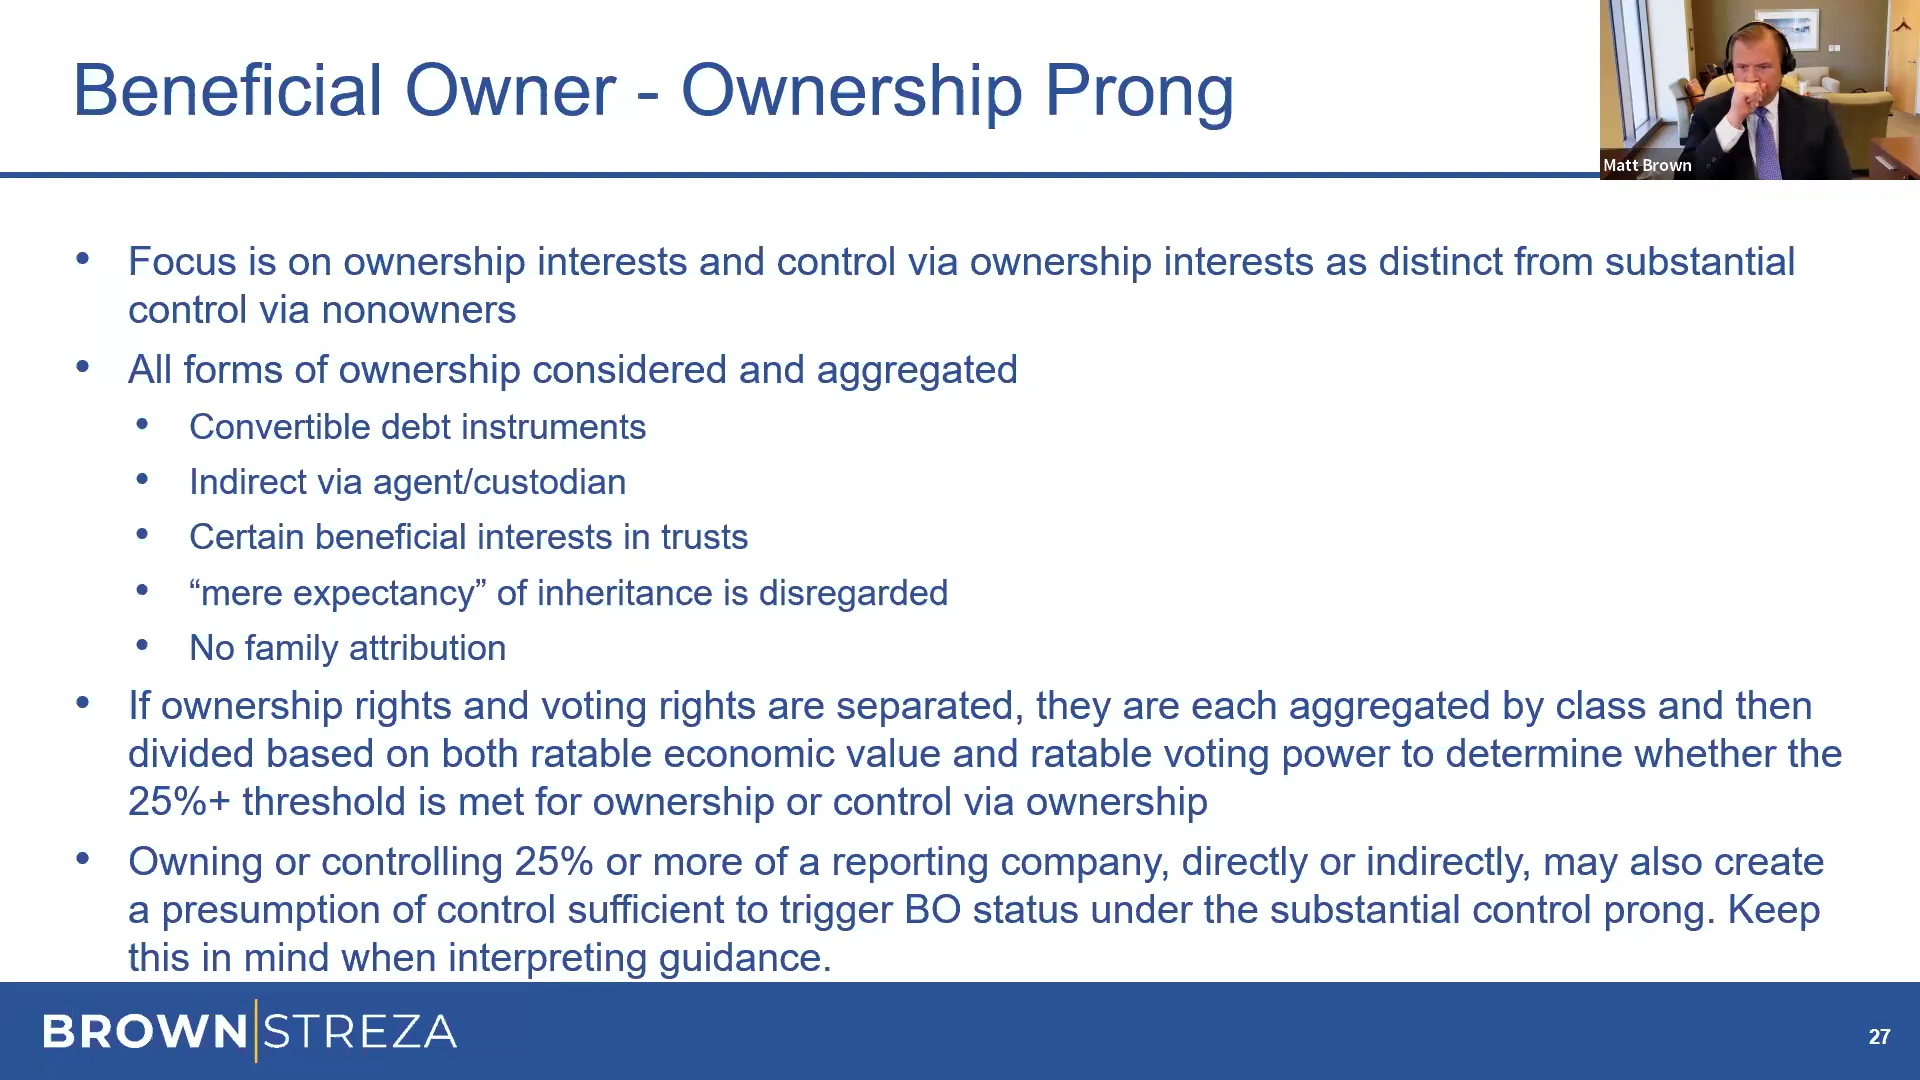 Beneficial Owner - Ownership Prong
Matt Brown
• Focus is on ownership interests and control via ownership interests as distinct from substantial
control via nonowners
• All forms of ownership considered and aggregated
• Convertible debt instruments
• Indirect via agent/custodian
• Certain beneficial interests in trusts
• “mere expectancy” of inheritance is disregarded
• No family attribution
• If ownership rights and voting rights are separated, they are each aggregated by class and then
divided based on both ratable economic value and ratable voting power to determine whether the
25%+ threshold is met for ownership or control via ownership
• Owning or controlling 25% or more of a reporting company, directly or indirectly, may also create
a presumption of control sufficient to trigger BO status under the substantial control prong. Keep
this in mind when interpreting guidance.
BROWN|STREZA
27